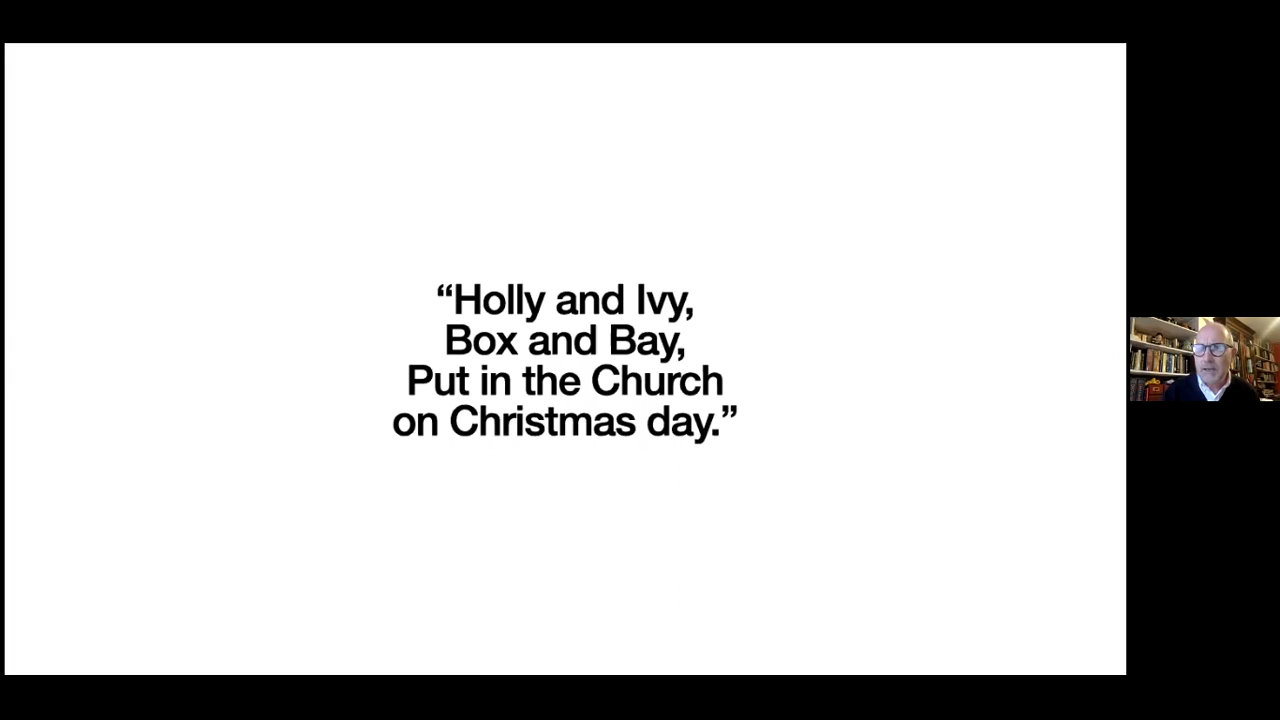 “Holly and Ivy,
Box and Bay,
Put in the Church
on Christmas day.”